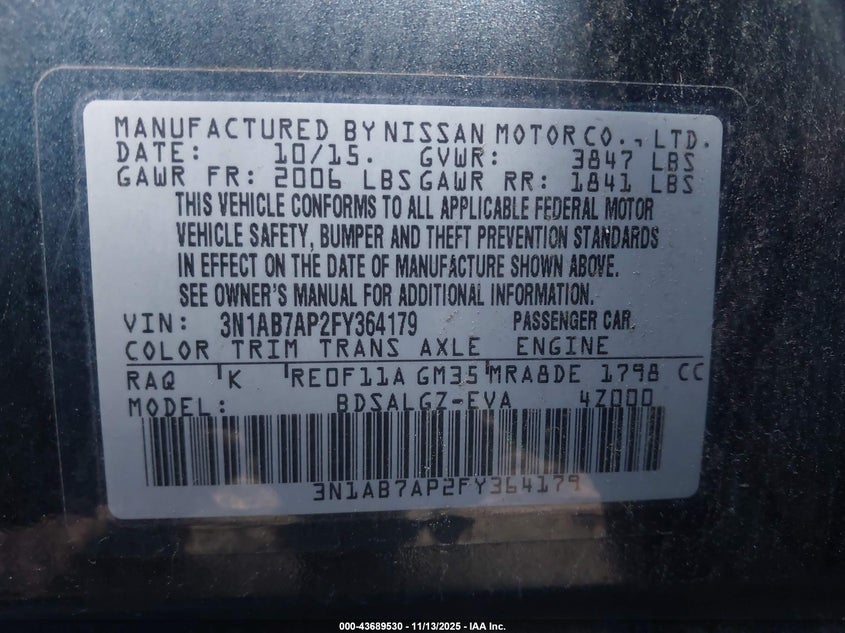 MANUFACTURED BY NISSAN MOTOR CO., LTD.
DATE: 10/15. GVWR: 3847 LBS
GAWR FR: 2006 LBS GAWR RR: 1841 LBS
THIS VEHICLE CONFORMS TO ALL APPLICABLE FEDERAL MOTOR
VEHICLE SAFETY, BUMPER AND THEFT PREVENTION STANDARDS
IN EFFECT ON THE DATE OF MANUFACTURE SHOWN ABOVE.
SEE OWNER'S MANUAL FOR ADDITIONAL INFORMATION.
VIN: 3N1AB7AP2FY364179 PASSENGER CAR.
COLOR TRIM TRANS AXLE ENGINE
RAQ K RE0F11A GM35 MRA8DE 1798 CC
MODEL: BDSALGZ-EVA 4Z000
3N1AB7AP2FY364179
000-43689530 - 11/13/2025 - IAA Inc.